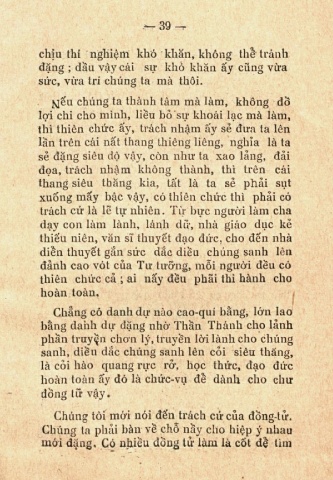 — 39 —
chịu thí nghiệm khó khăn, không thể tránh
đặng ; dầu vậy cái sự khó khăn ấy cũng vừa
sức, vừa trí chúng ta mà thôi.
Nếu chúng ta thành tâm mà làm, không dồ
lợi chi cho mình, liều bỏ sự khoái lạc mà làm,
thì thiên chức ấy, trách nhậm ấy sẽ đưa ta lên
lần trên cái nất thang thiêng liêng, nghĩa là ta
sẽ đặng siêu độ vậy, còn như ta xao lảng, đải
đọa, trách nhậm không thành, thì trên cái
thang siêu thăng kia, tất là ta sẽ phải sụt
xuống mấy bậc vậy, có thiên chức thì phải có
trách cứ là lẽ tự nhiên. Từ bực người làm cha
dạy con làm lành, lánh dữ, nhà giáo dục kẻ
thiếu niên, văn sĩ thuyết đạo đức, cho đến nhà
diễn thuyết gắn sức dắc diều chúng sanh lên
đảnh cao vót của Tư tưởng, mỗi người đều có
thiên chức cả ; ai nấy đều phải thi hành cho
hoàn toàn.
Chẳng có danh dự nào cao-quí bằng, lớn lao
bằng danh dự đặng nhờ Thần Thánh cho lãnh
phần truyền chơn lý, truyền lời lành cho chúng
sanh, diều dắc chúng sanh lên cỏi siêu thăng,
là cỏi hào quang rực rở, học thức, đạo đức
hoàn toàn ấy đó là chức-vụ để dành cho chư
đồng tử vậy.
Chúng tôi mới nói đến trách cứ của đồng-tử.
Chúng ta phải bàn về chỗ nầy cho hiệp ý nhau
mới đặng. Có nhiều đồng tử làm là cốt để tìm